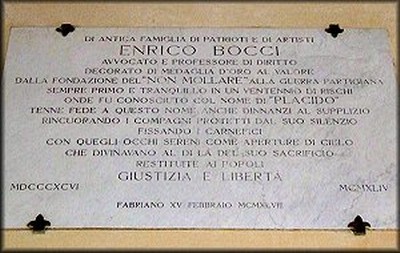 DI ANTICA FAMIGLIA DI PATRIOTI E DI ARTISTI
ENRICO BOCCI
AVVOCATO E PROFESSORE DI DIRITTO
DECORATO DI MEDAGLIA D'ORO AL VALORE
DALLA FONDAZIONE DEL "NON MOLLARE" ALLA GUERRA PARTIGIANA
SEMPRE PRIMO E TRANQUILLO IN UN VENTENNIO DI RISCHI
ONDE FU CONOSCIUTO COL NOME DI "PLACIDO"
TENNE FEDE A QUESTO NOME ANCHE DINNANZI AL SUPPLIZIO
RINCUORANDO I COMPAGNI PROTETTI DAL SUO SILENZIO
FISSANDO I CARNEFICI
CON QUEGLI OCCHI SERENI COME APERTURE DI CIELO
CHE DIVINAVANO AL DI LÀ DEL SUO SACRIFICIO
RESTITUITE AI POPOLI
GIUSTIZIA E LIBERTÀ
MDCCCXCVI MCMXLIV
FABRIANO XV FEBBRAIO MCMXLVII